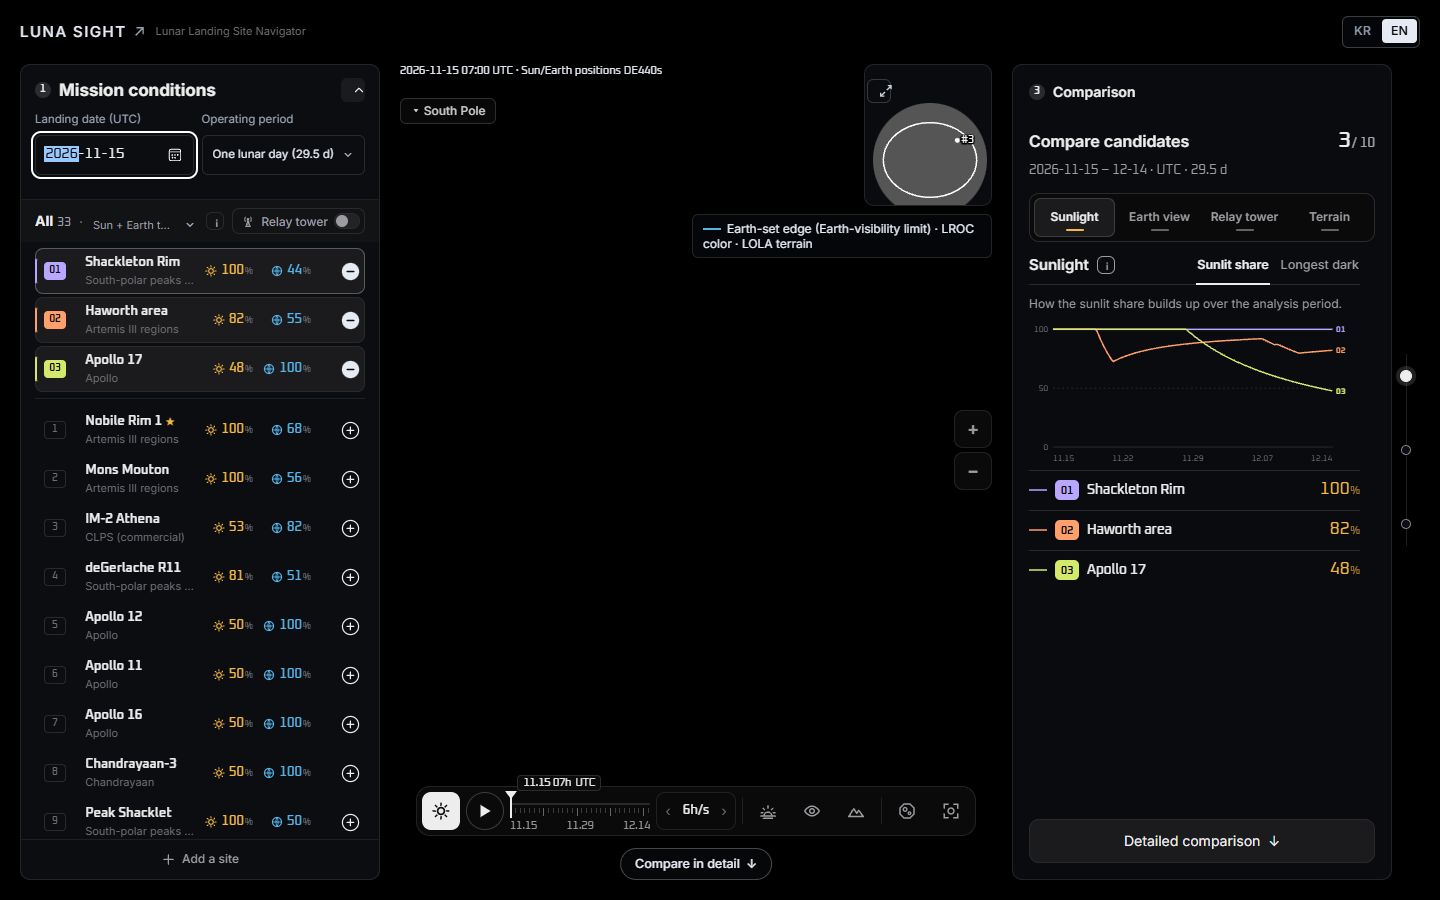 LUNA SIGHT
Lunar Landing Site Navigator
KR EN
1 Mission conditions
Landing date (UTC)
Operating period
2026-11-15
One lunar day (29.5 d)
All 33 · Sun + Earth t...
i
Relay tower
01 Shackleton Rim 100% 44%
South-polar peaks ...
02 Haworth area 82% 55%
Artemis III regions
03 Apollo 17 48% 100%
Apollo
1 Nobile Rim 1 ★ 100% 68%
Artemis III regions
2 Mons Mouton 100% 56%
Artemis III regions
3 IM-2 Athena 53% 82%
CLPS (commercial)
4 deGerlache R11 81% 51%
South-polar peaks ...
5 Apollo 12 50% 100%
Apollo
6 Apollo 11 50% 100%
Apollo
7 Apollo 16 50% 100%
Apollo
8 Chandrayaan-3 50% 100%
Chandrayaan
9 Peak Shacklet 100% 50%
South-polar peaks ...
+ Add a site
2026-11-15 07:00 UTC · Sun/Earth positions DE440s
South Pole
#3
Earth-set edge (Earth-visibility limit) · LROC
color · LOLA terrain
+
−
11.15 07h UTC
11.15 11.29 12.14
‹ 6h/s ›
Compare in detail ↓
3 Comparison
Compare candidates 3 / 10
2026-11-15 – 12-14 · UTC · 29.5 d
Sunlight Earth view Relay tower Terrain
Sunlight i Sunlit share Longest dark
How the sunlit share builds up over the analysis period.
100
01
02
50
03
0
11.15 11.22 11.29 12.07 12.14
01 Shackleton Rim 100%
02 Haworth area 82%
03 Apollo 17 48%
Detailed comparison ↓